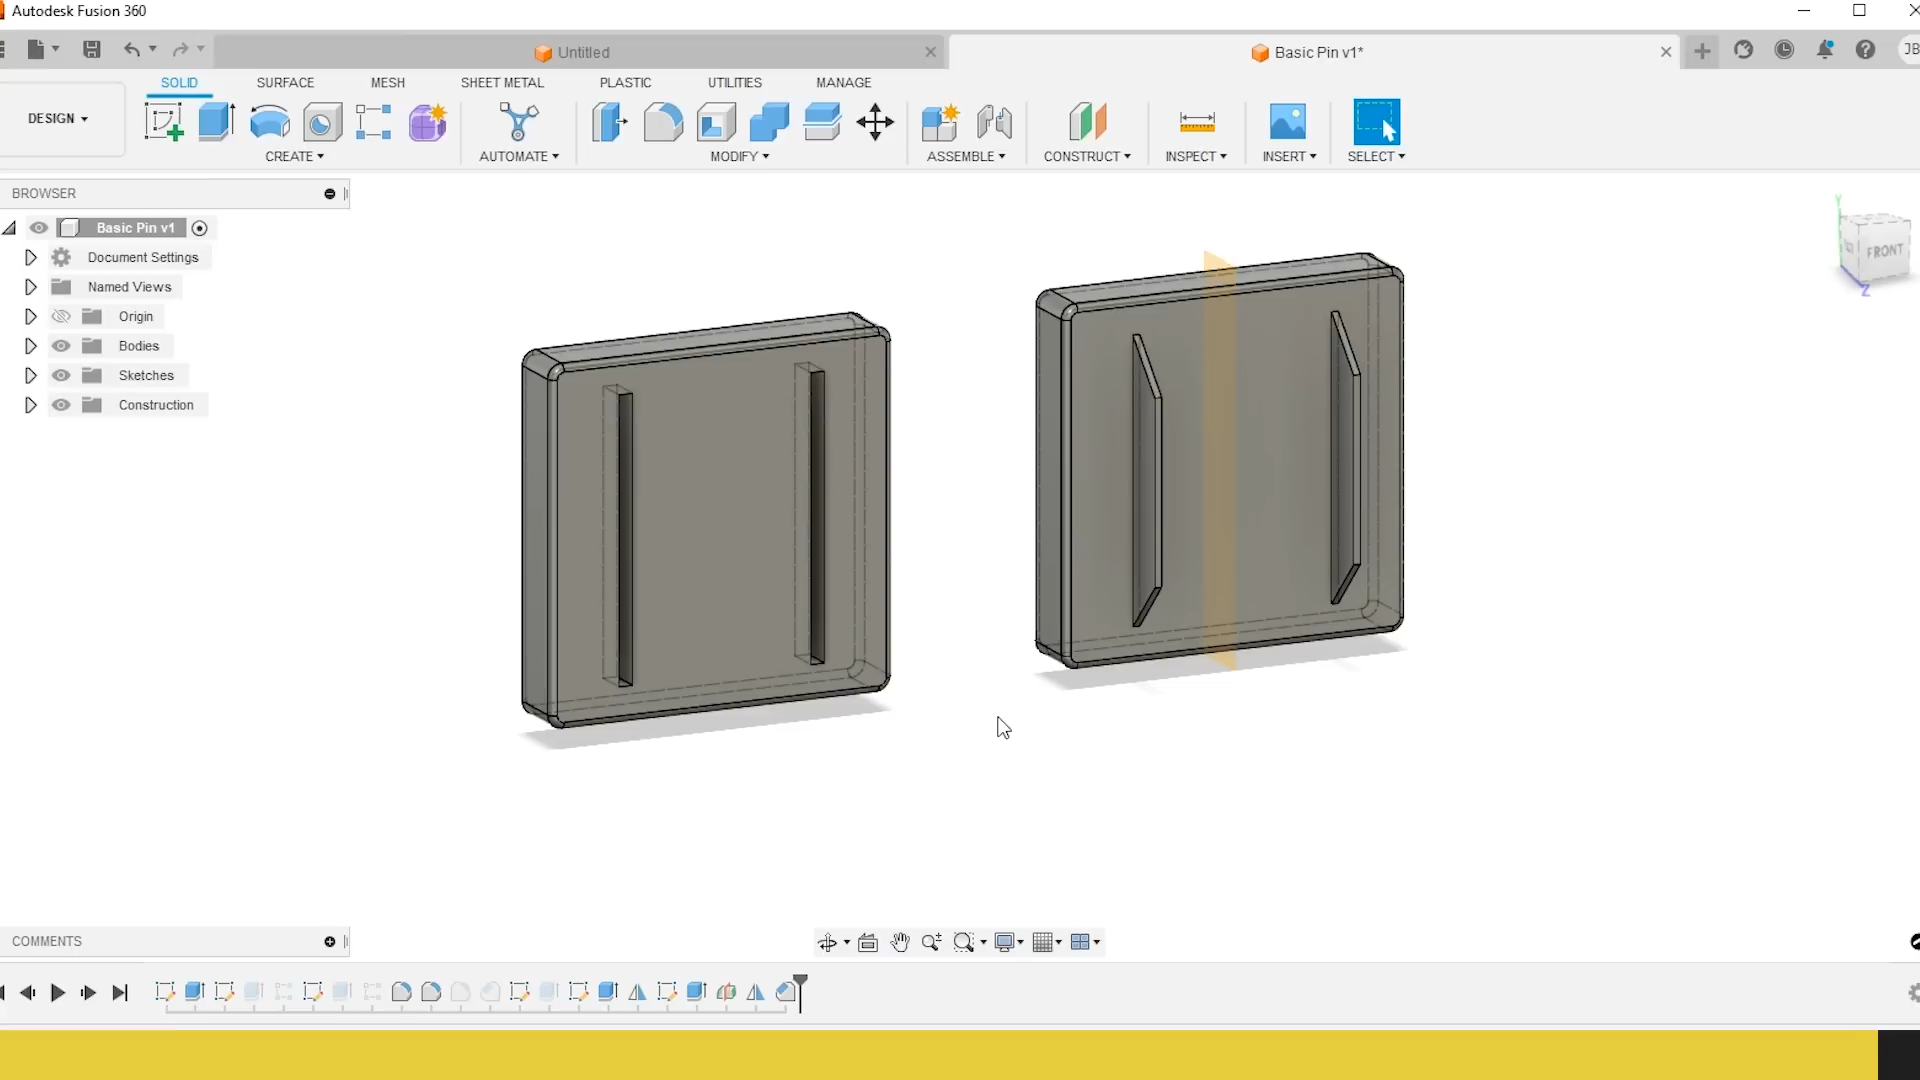 Autodesk Fusion 360
Untitled
Basic Pin v1*
JB
SOLID
SURFACE
MESH
SHEET METAL
PLASTIC
UTILITIES
MANAGE
DESIGN
CREATE
AUTOMATE
MODIFY
ASSEMBLE
CONSTRUCT
INSPECT
INSERT
SELECT
BROWSER
Basic Pin v1
Document Settings
Named Views
Origin
Bodies
Sketches
Construction
Y
FRONT
Z
COMMENTS